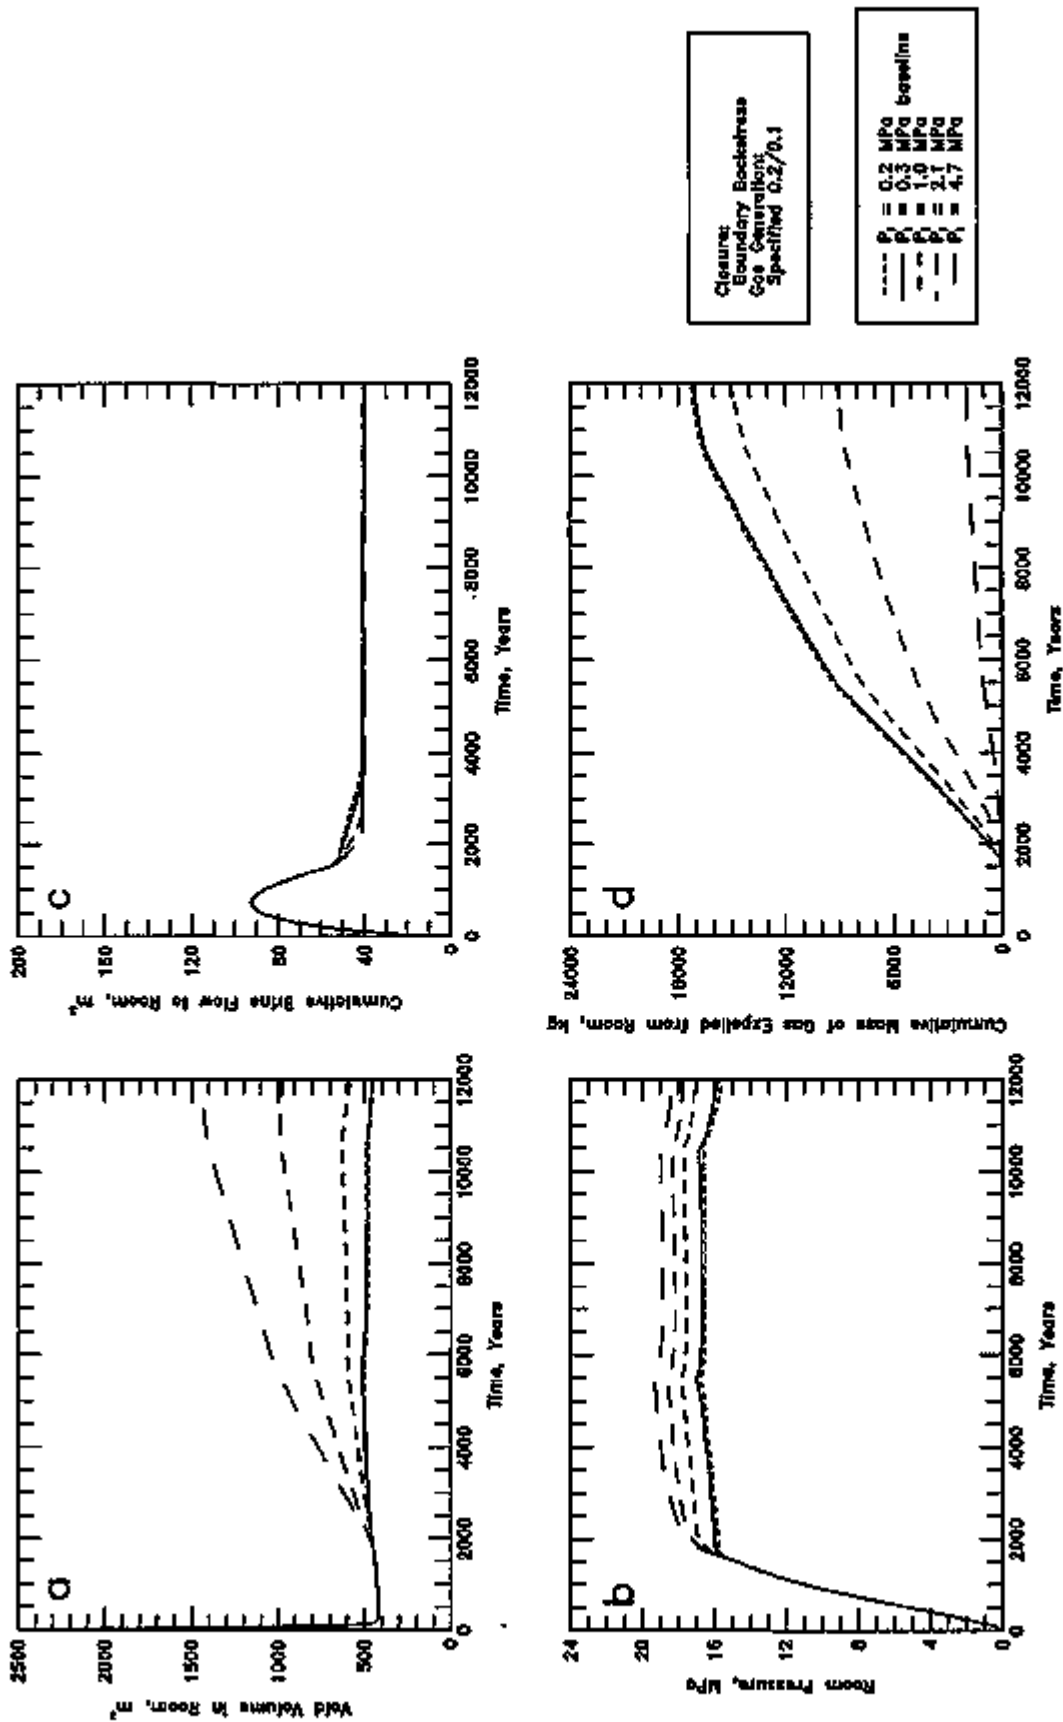 a
2500
2000
1500
1000
500
0
0
2000
4000
6000
8000
10000
12000
Void Volume in Room, m³
Time, Years
c
200
160
120
80
40
0
0
2000
4000
6000
8000
10000
12000
Cumulative Brine Flow to Room, m³
Time, Years
b
24
20
16
12
8
4
0
0
2000
4000
6000
8000
10000
12000
Room Pressure, MPa
Time, Years
d
24000
18000
12000
6000
0
0
2000
4000
6000
8000
10000
12000
Cumulative Mass of Gas Expelled from Room, kg
Time, Years
Closure:
Boundary Backstress
Gas Generation:
Specified 0.2/0.1
= 0.2 MPa
= 0.3 MPa baseline
= 1.0 MPa
= 2.1 MPa
= 4.7 MPa